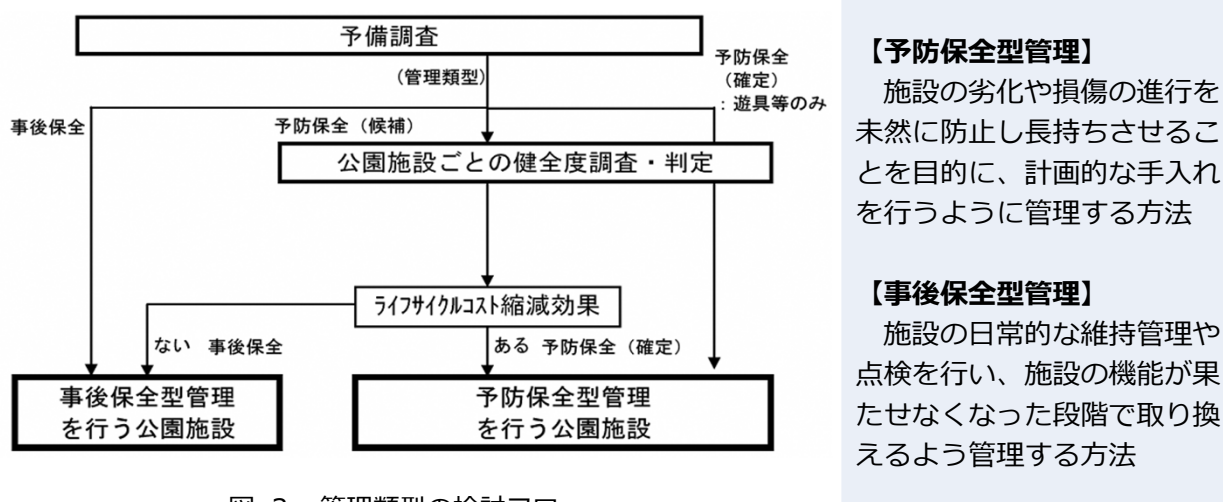 予備調査
(管理類型)
予防保全
(確定)
：遊具等のみ
事後保全
予防保全（候補）
公園施設ごとの健全度調査・判定
ﾗｲﾌｻｲｸﾙｺｽﾄ縮減効果
ない 事後保全
ある 予防保全（確定）
事後保全型管理
を行う公園施設
予防保全型管理
を行う公園施設
【予防保全型管理】
施設の劣化や損傷の進行を
未然に防止し長持ちさせるこ
とを目的に、計画的な手入れ
を行うように管理する方法
【事後保全型管理】
施設の日常的な維持管理や
点検を行い、施設の機能が果
たせなくなった段階で取り換
えるよう管理する方法